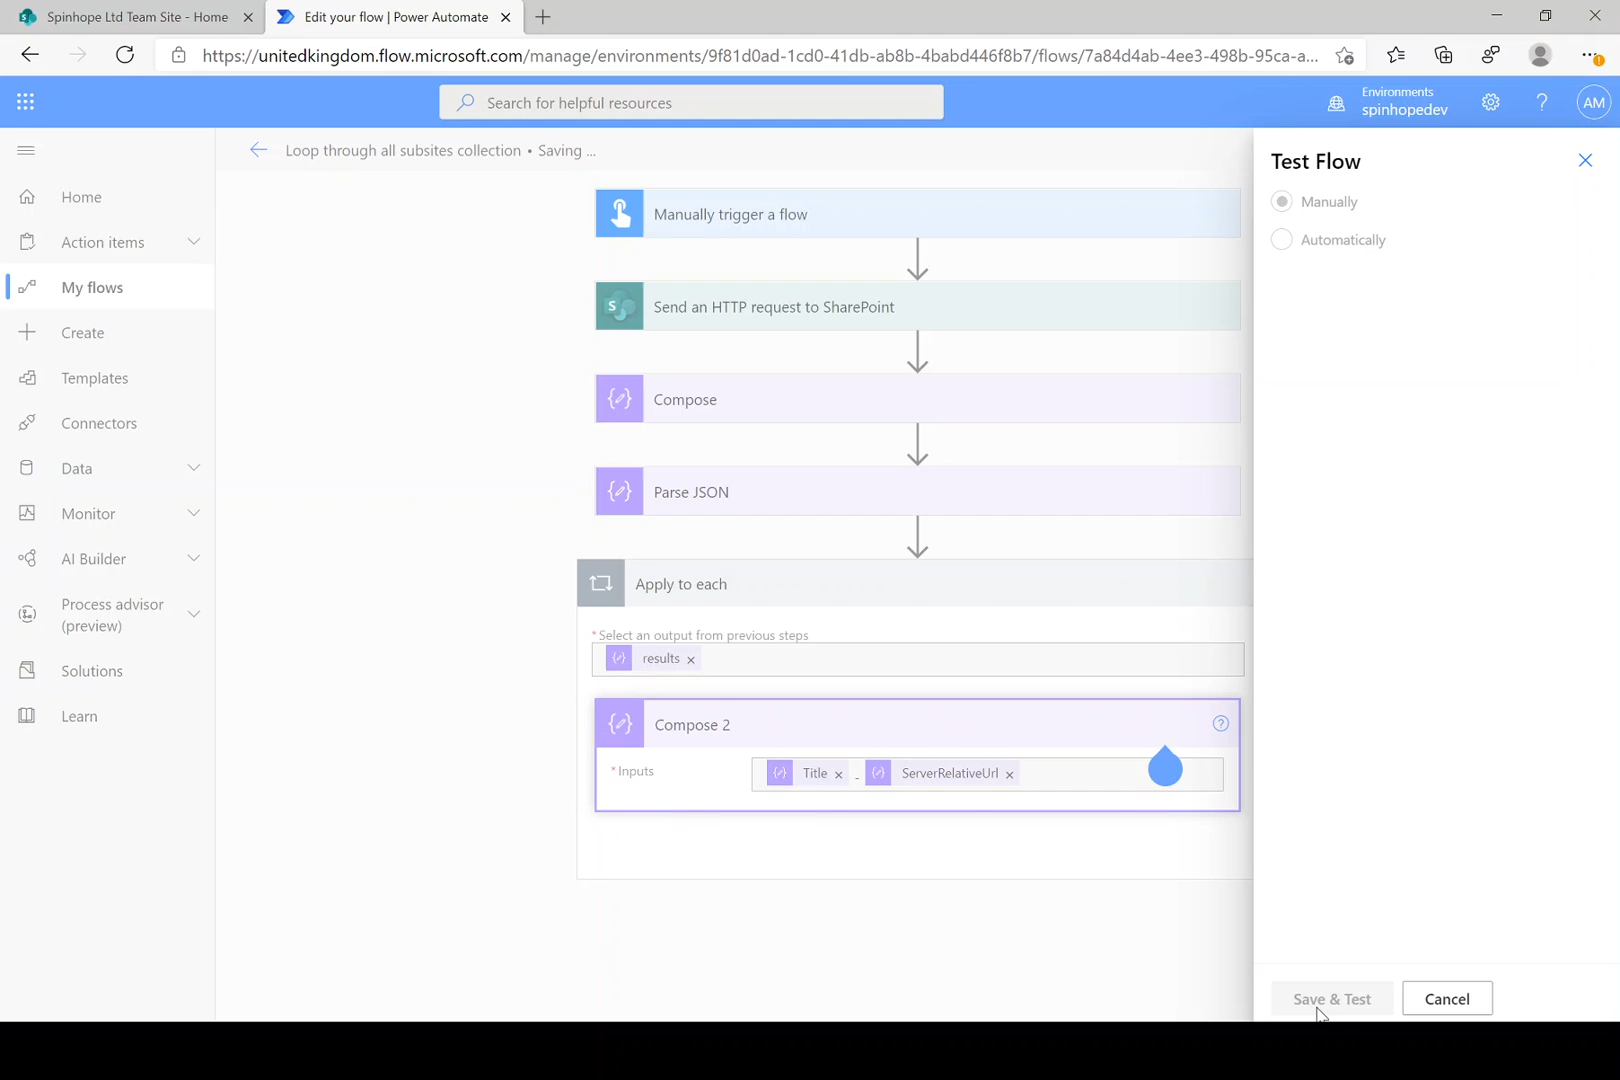 Spinhope Ltd Team Site - Home
Edit your flow | Power Automate
https://unitedkingdom.flow.microsoft.com/manage/environments/9f81d0ad-1cd0-41db-ab8b-4babd446f8b7/flows/7a84d4ab-4ee3-498b-95ca-a...
Search for helpful resources
Environments
spinhopedev
AM
Loop through all subsites collection • Saving ...
Home
Action items
My flows
Create
Templates
Connectors
Data
Monitor
AI Builder
Process advisor
(preview)
Solutions
Learn
Manually trigger a flow
Send an HTTP request to SharePoint
Compose
Parse JSON
Apply to each
* Select an output from previous steps
results
Compose 2
* Inputs
Title - ServerRelativeUrl
Test Flow
Manually
Automatically
Save & Test
Cancel